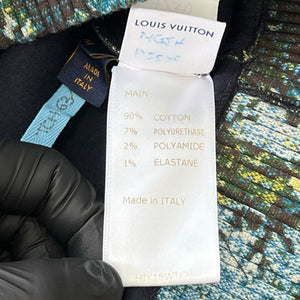 LOUIS VUITTON
MADE IN
ITALY
MAIN:
90% COTTON
7% POLYURETHANE
2% POLYAMIDE
1% ELASTANE
Made in ITALY